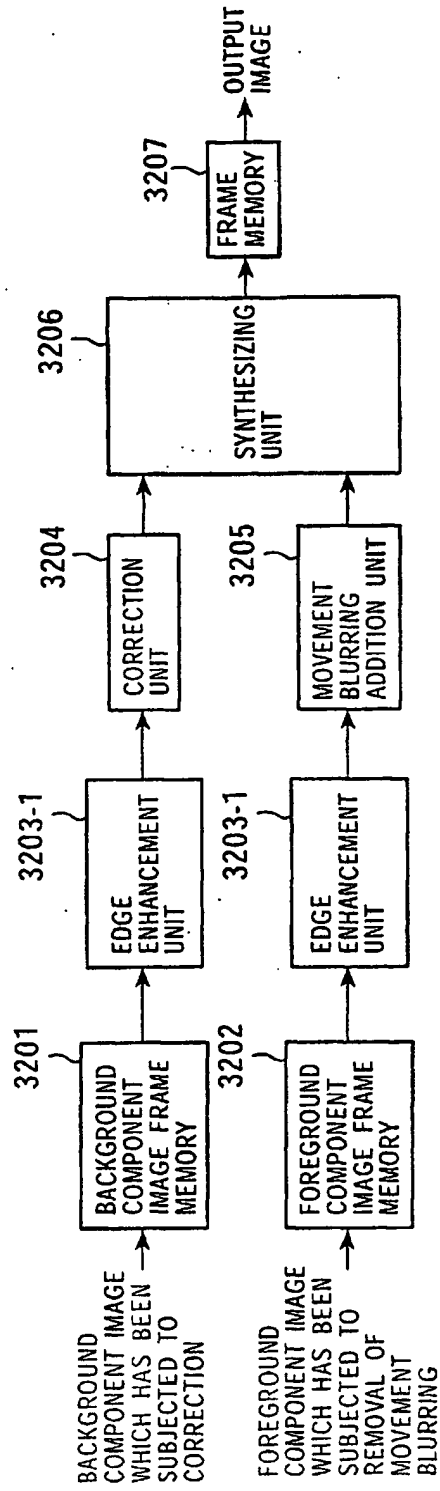 BACKGROUND
COMPONENT IMAGE
WHICH HAS BEEN
SUBJECTED TO
CORRECTION
3201
BACKGROUND
COMPONENT
IMAGE FRAME
MEMORY
3203-1
EDGE
ENHANCEMENT
UNIT
3204
CORRECTION
UNIT
FOREGROUND
COMPONENT IMAGE
WHICH HAS BEEN
SUBJECTED TO
REMOVAL OF
MOVEMENT
BLURRING
3202
FOREGROUND
COMPONENT
IMAGE FRAME
MEMORY
3203-1
EDGE
ENHANCEMENT
UNIT
3205
MOVEMENT
BLURRING
ADDITION UNIT
3206
SYNTHESIZING
UNIT
3207
FRAME
MEMORY
OUTPUT
IMAGE